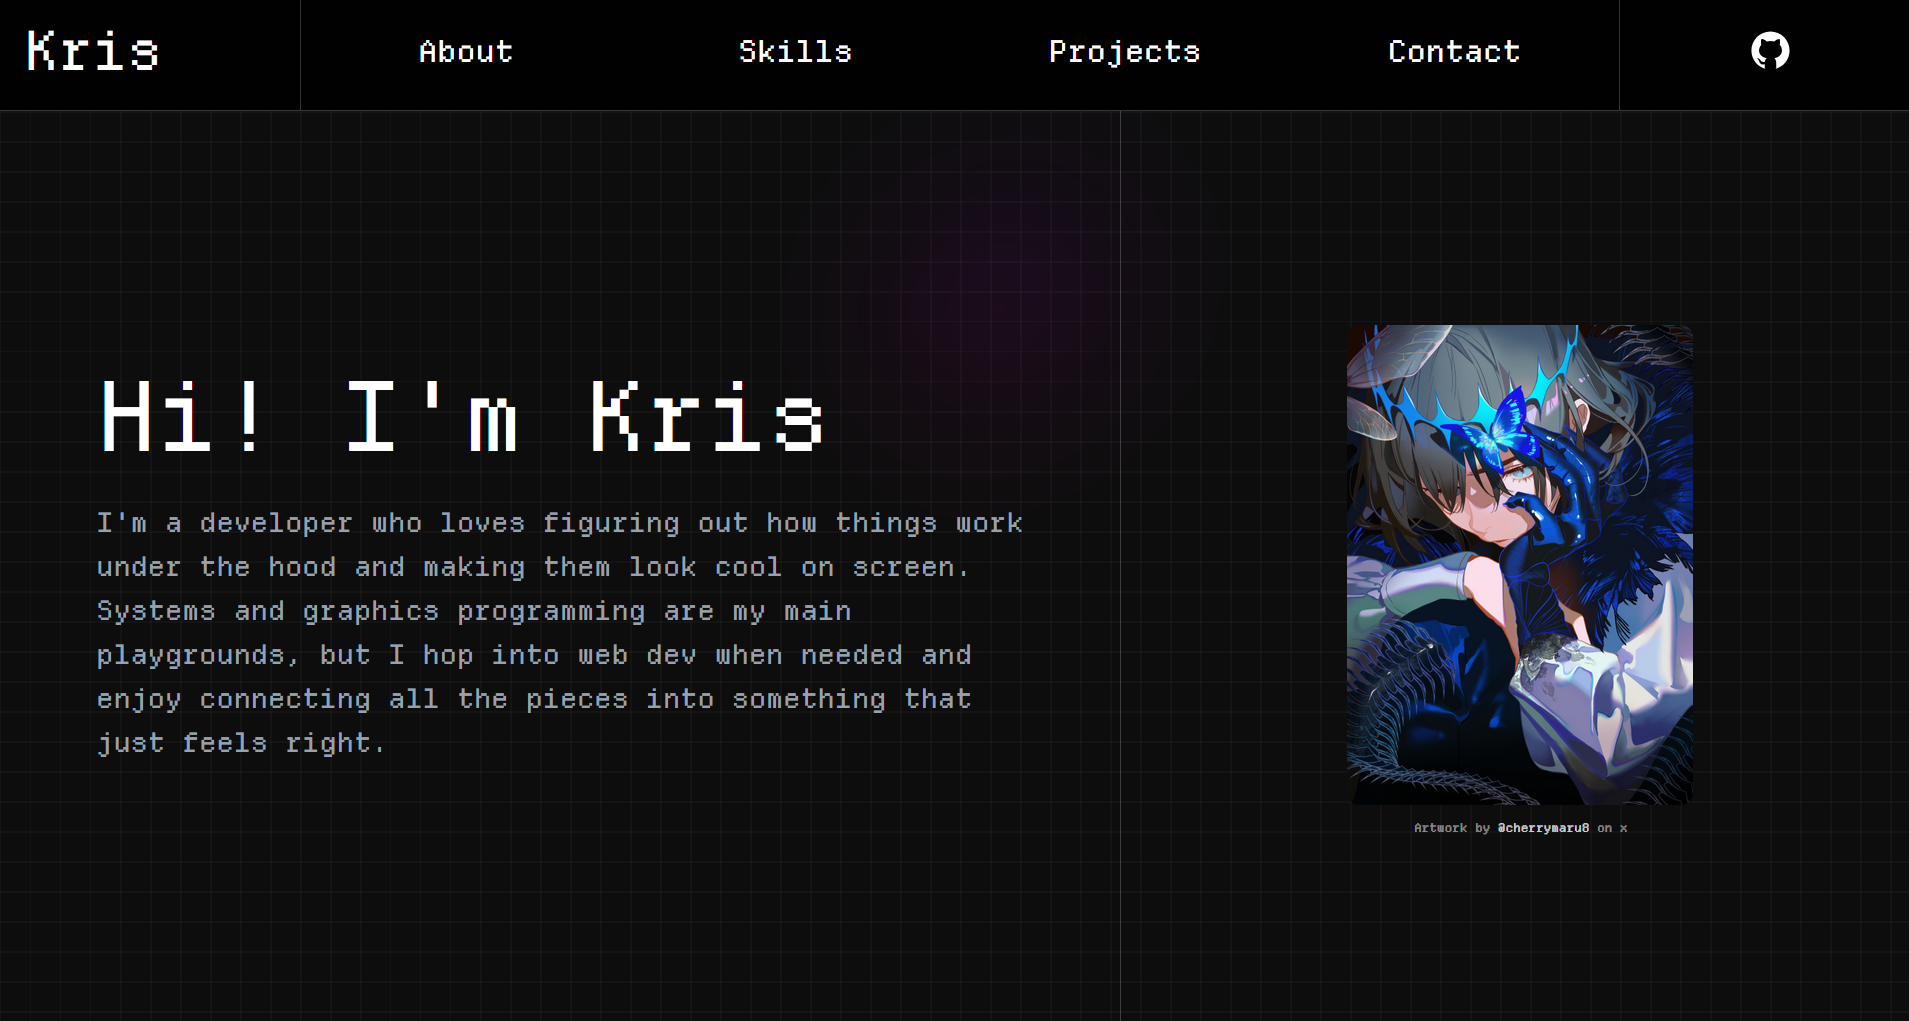 Kris
About
Skills
Projects
Contact
Hi! I'm Kris
I'm a developer who loves figuring out how things work
under the hood and making them look cool on screen.
Systems and graphics programming are my main
playgrounds, but I hop into web dev when needed and
enjoy connecting all the pieces into something that
just feels right.
Artwork by @cherrymaru8 on x